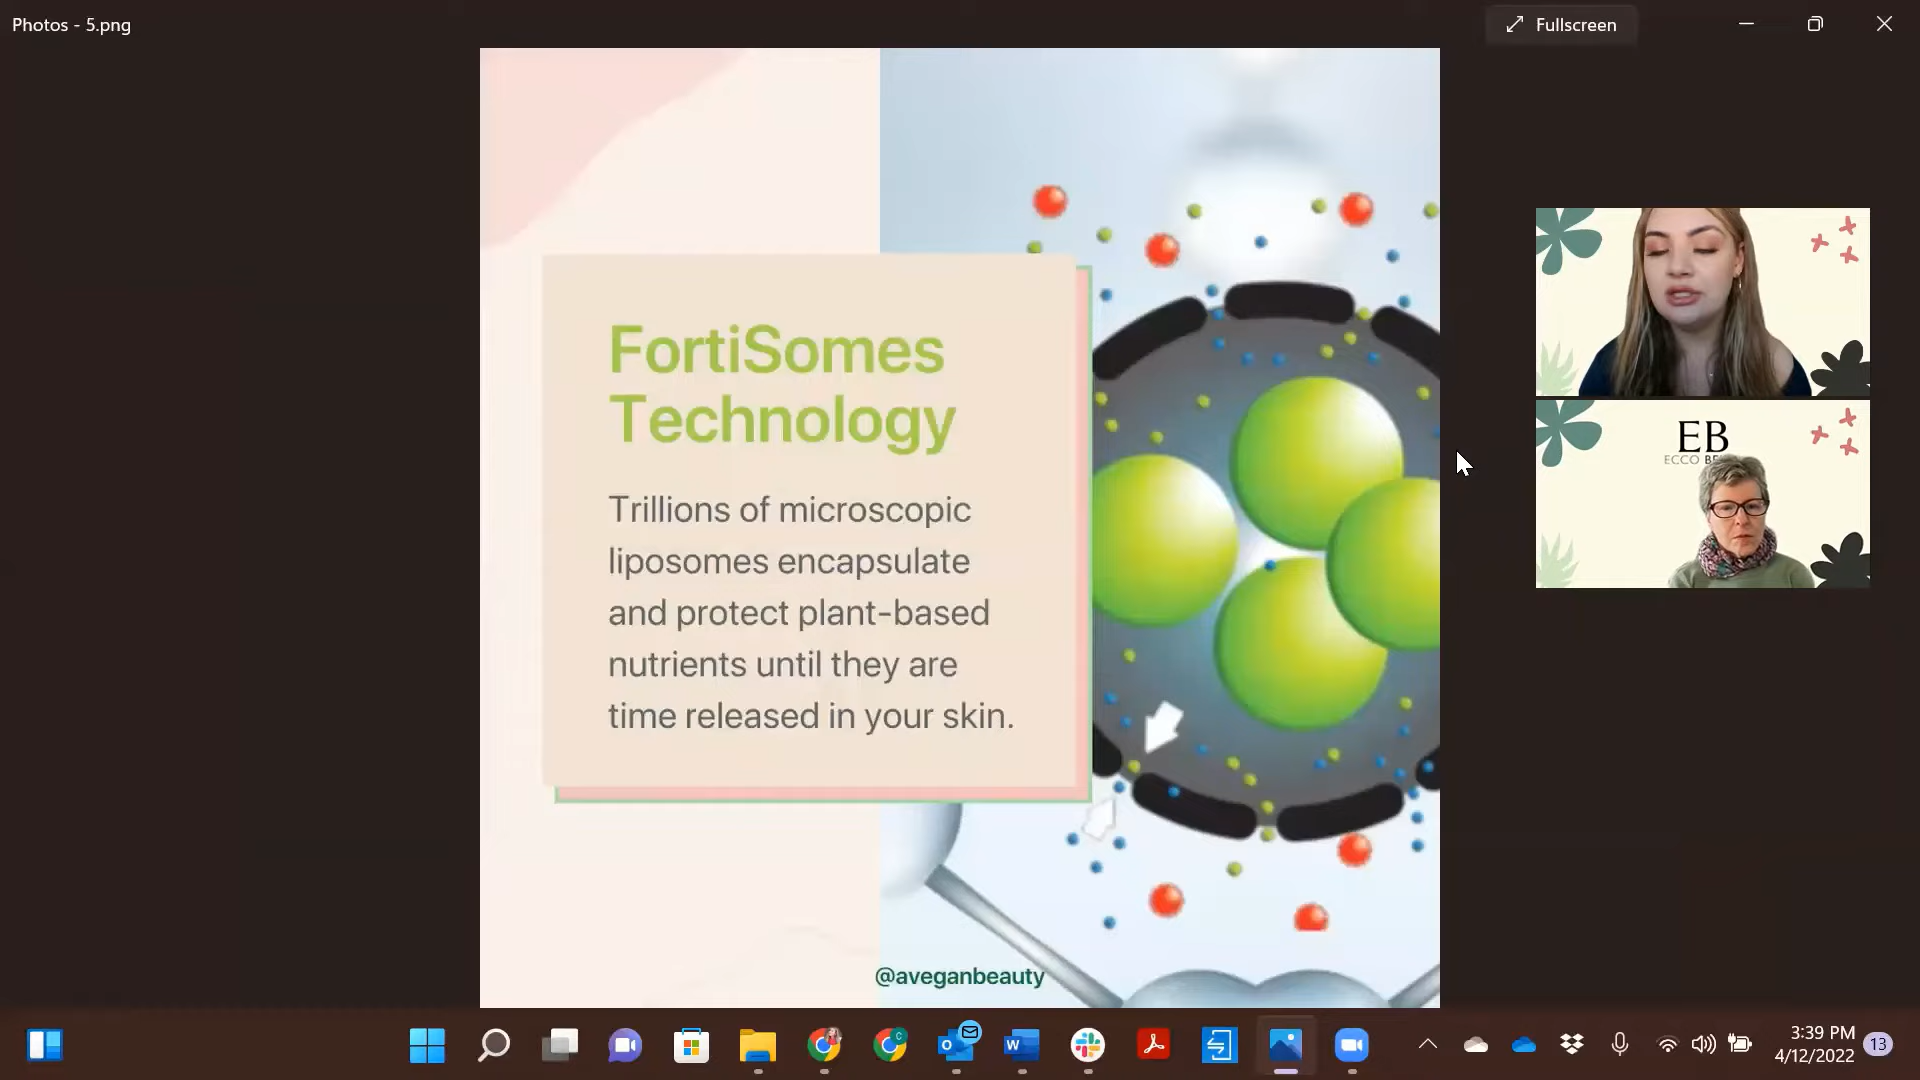 Photos - 5.png
Fullscreen
FortiSomes
Technology
Trillions of microscopic
liposomes encapsulate
and protect plant-based
nutrients until they are
time released in your skin.
@aveganbeauty
EB
ECCO
3:39 PM
4/12/2022
13